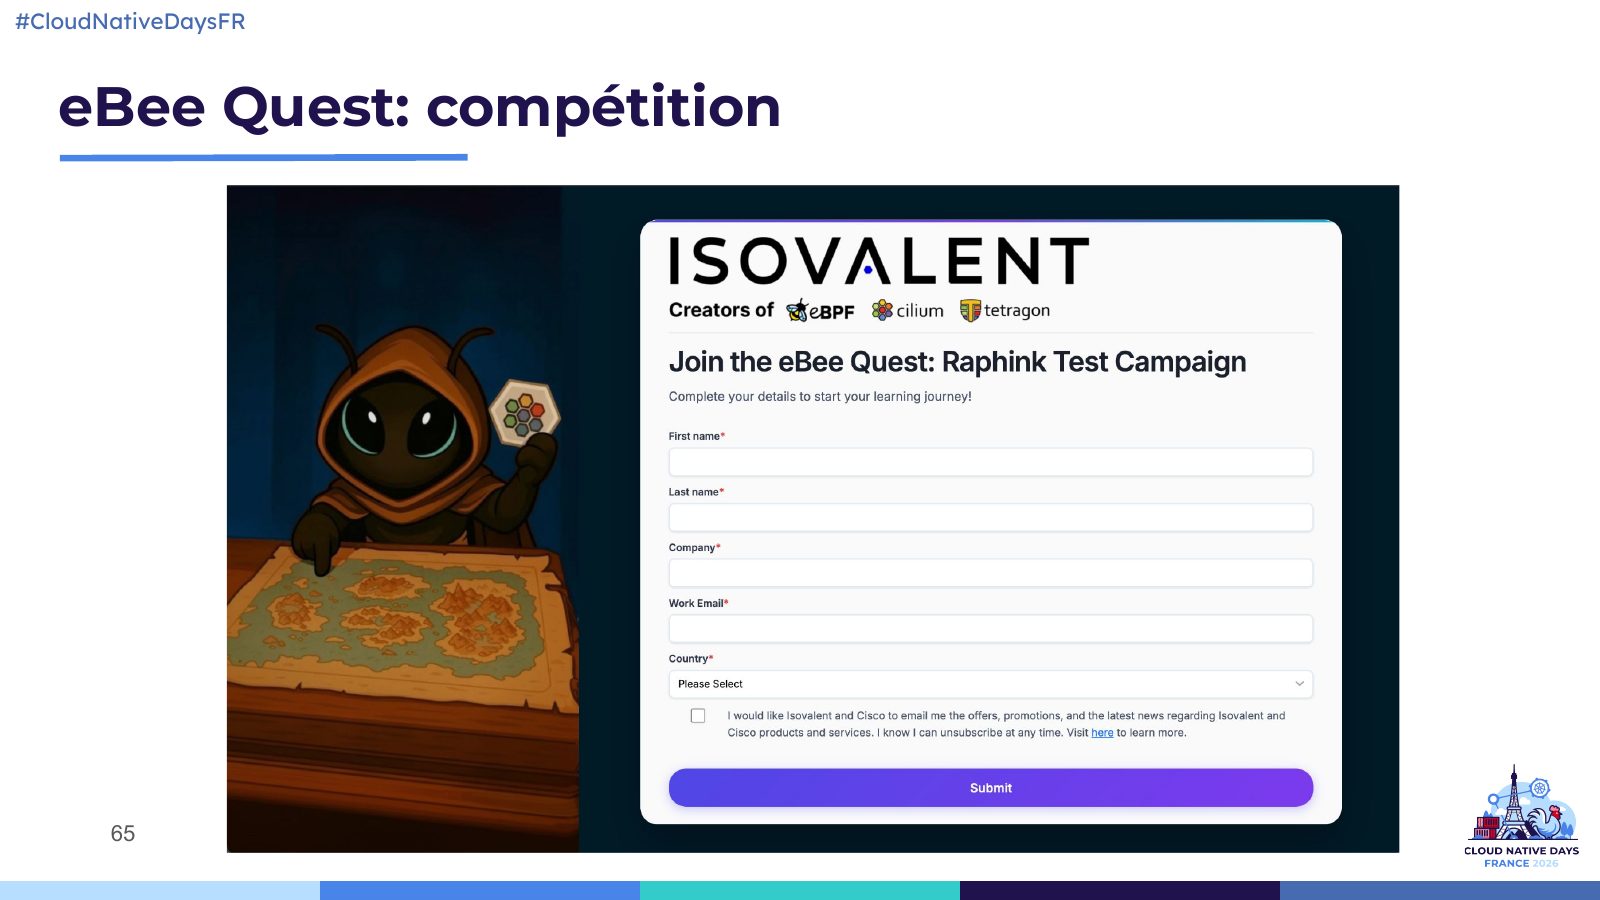 #CloudNativeDaysFR
eBee Quest: compétition
ISOVALENT
Creators of eBPF cilium tetragon
Join the eBee Quest: Raphink Test Campaign
Complete your details to start your learning journey!
First name*
Last name*
Company*
Work Email*
Country*
Please Select
I would like Isovalent and Cisco to email me the offers, promotions, and the latest news regarding Isovalent and
Cisco products and services. I know I can unsubscribe at any time. Visit here to learn more.
Submit
65
CLOUD NATIVE DAYS
FRANCE 2026